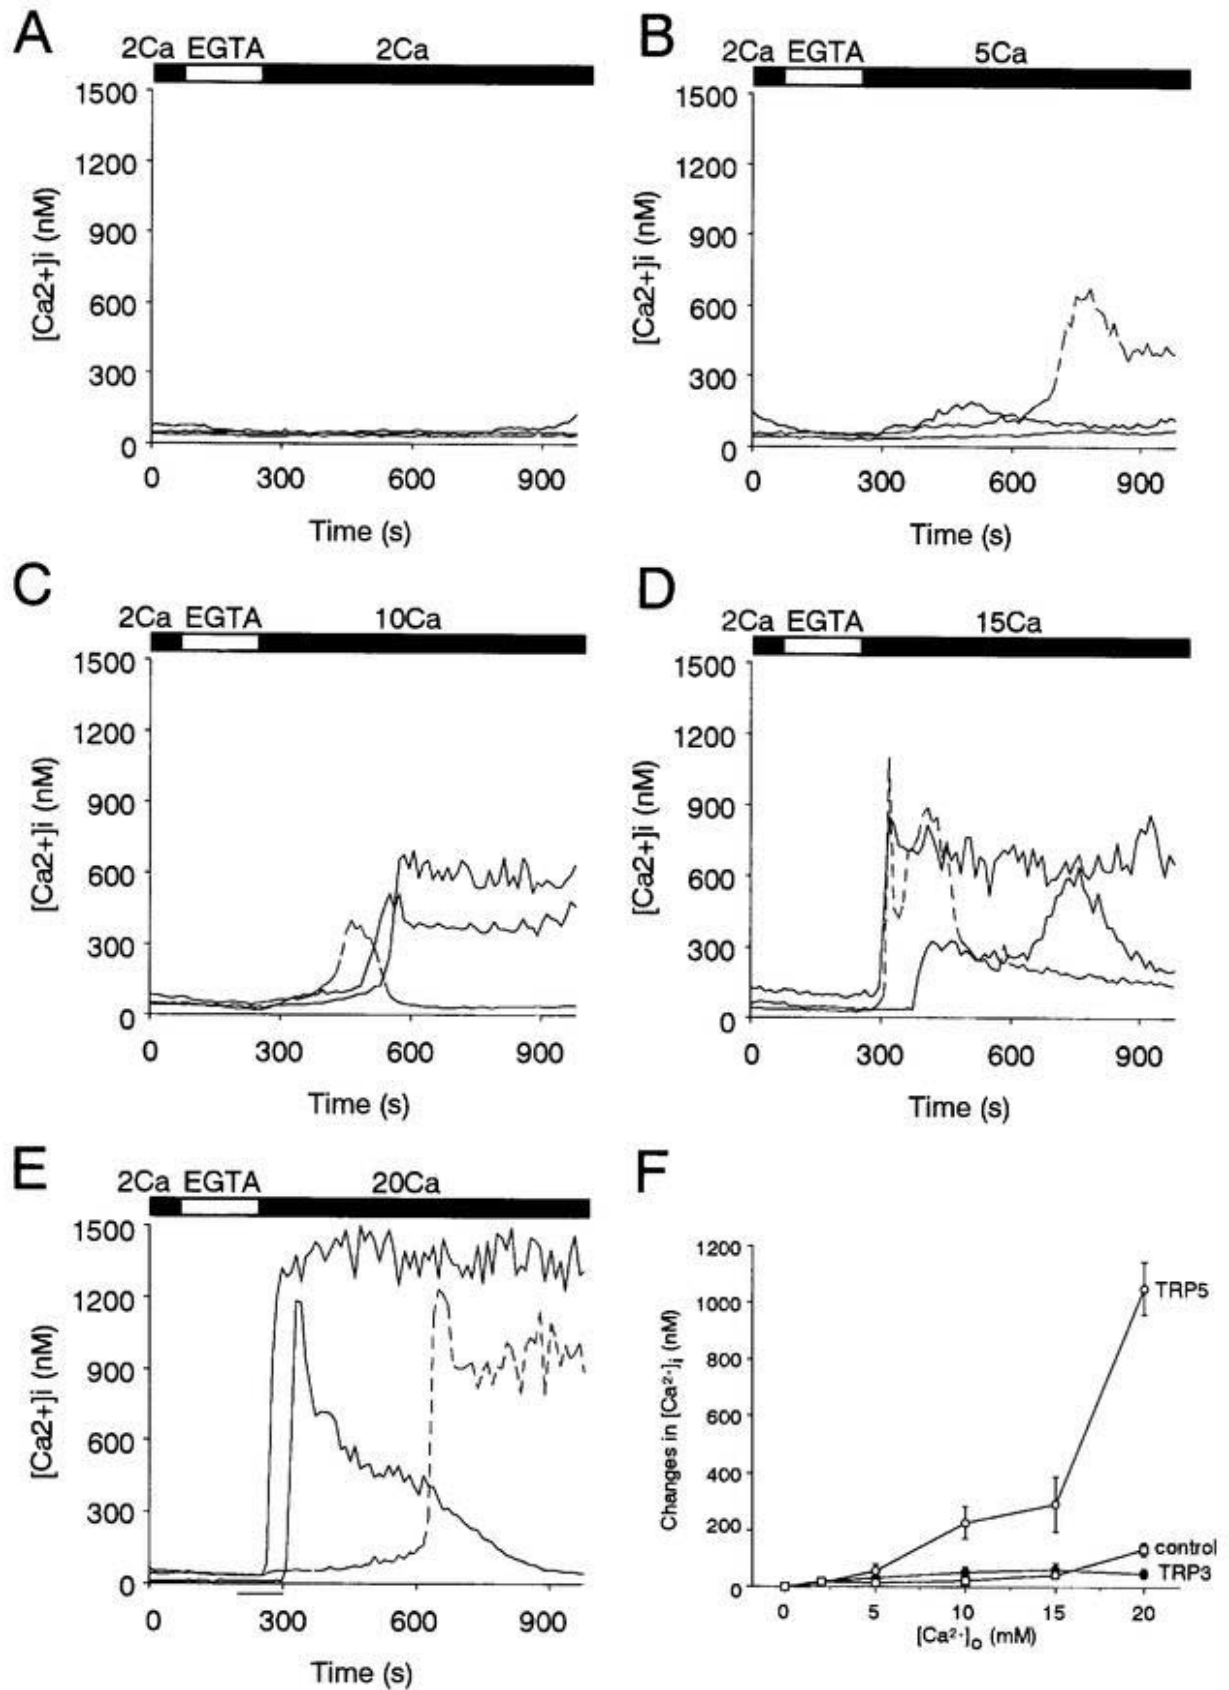 A
B
2Ca EGTA 2Ca
2Ca EGTA 5Ca
1500
1200
900
600
300
0
[Ca2+]i (nM)
0 300 600 900
Time (s)
1500
1200
900
600
300
0
[Ca2+]i (nM)
0 300 600 900
Time (s)
C
D
2Ca EGTA 10Ca
2Ca EGTA 15Ca
1500
1200
900
600
300
0
[Ca2+]i (nM)
0 300 600 900
Time (s)
1500
1200
900
600
300
0
[Ca2+]i (nM)
0 300 600 900
Time (s)
E
F
2Ca EGTA 20Ca
1500
1200
900
600
300
0
[Ca2+]i (nM)
0 300 600 900
Time (s)
1200
1000
800
600
400
200
0
Changes in [Ca²⁺]i (nM)
TRP5
control
TRP3
0 5 10 15 20
[Ca²⁺]o (mM)